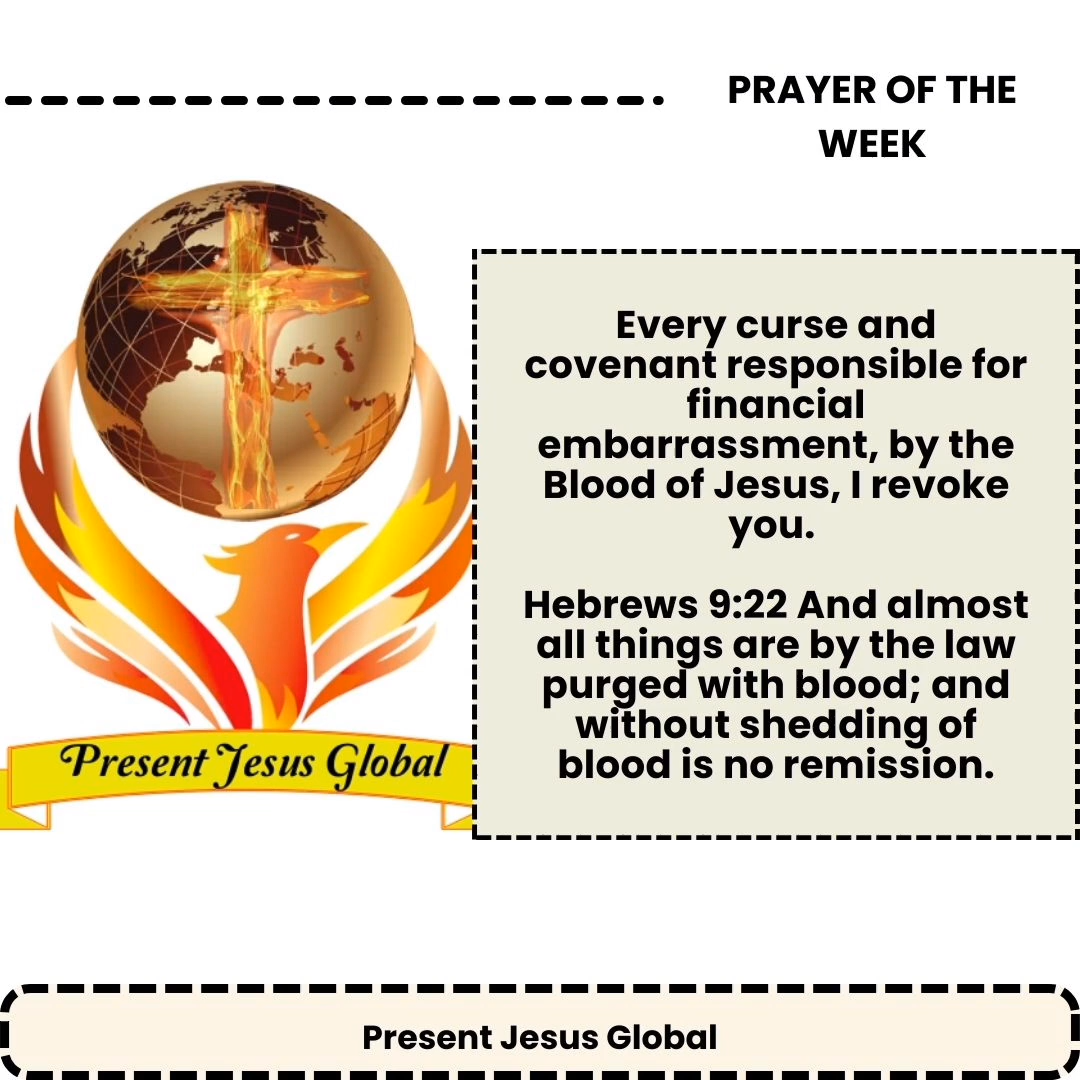 PRAYER OF THE
WEEK
Every curse and
covenant responsible for
financial
embarrassment, by the
Blood of Jesus, I revoke
you.
Hebrews 9:22 And almost
all things are by the law
purged with blood; and
without shedding of
blood is no remission.
Present Jesus Global
Present Jesus Global